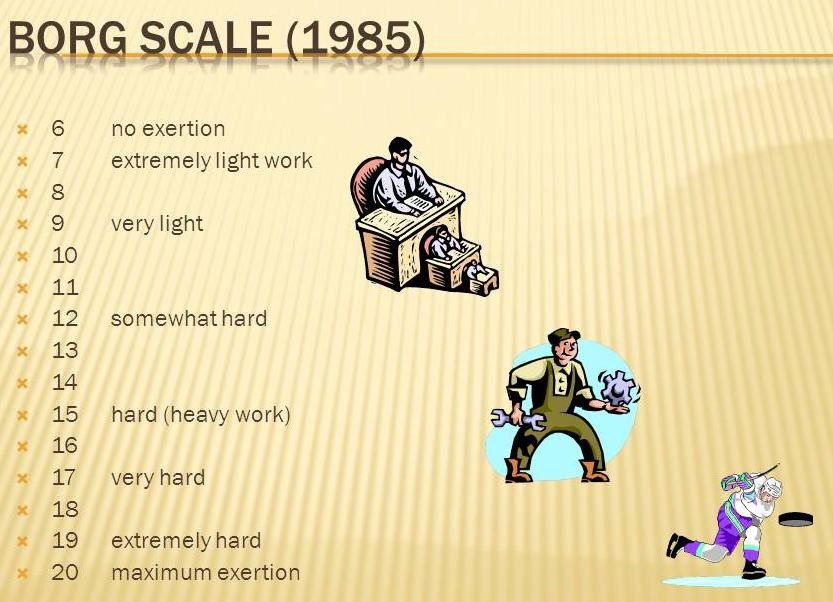 BORG SCALE (1985)
6 no exertion
7 extremely light work
8
9 very light
10
11
12 somewhat hard
13
14
15 hard (heavy work)
16
17 very hard
18
19 extremely hard
20 maximum exertion